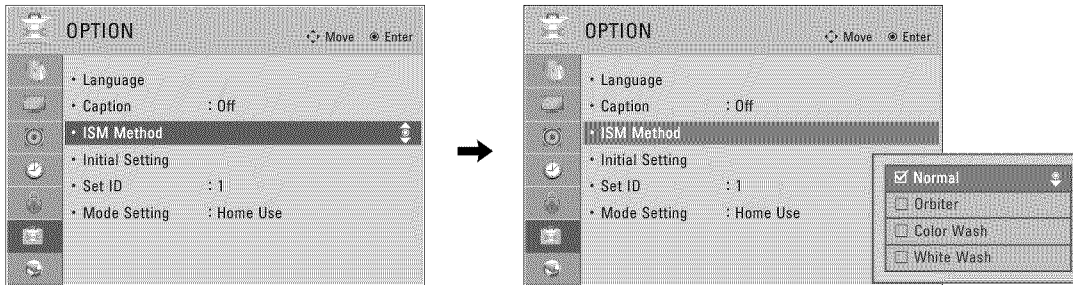 OPTION
Move Enter
• Language
• Caption : Off
• ISM Method
• Initial Setting
• Set ID : 1
• Mode Setting : Home Use
OPTION
Move Enter
• Language
• Caption : Off
• ISM Method
• Initial Setting
• Set ID : 1
• Mode Setting : Home Use
Normal
Orbiter
Color Wash
White Wash